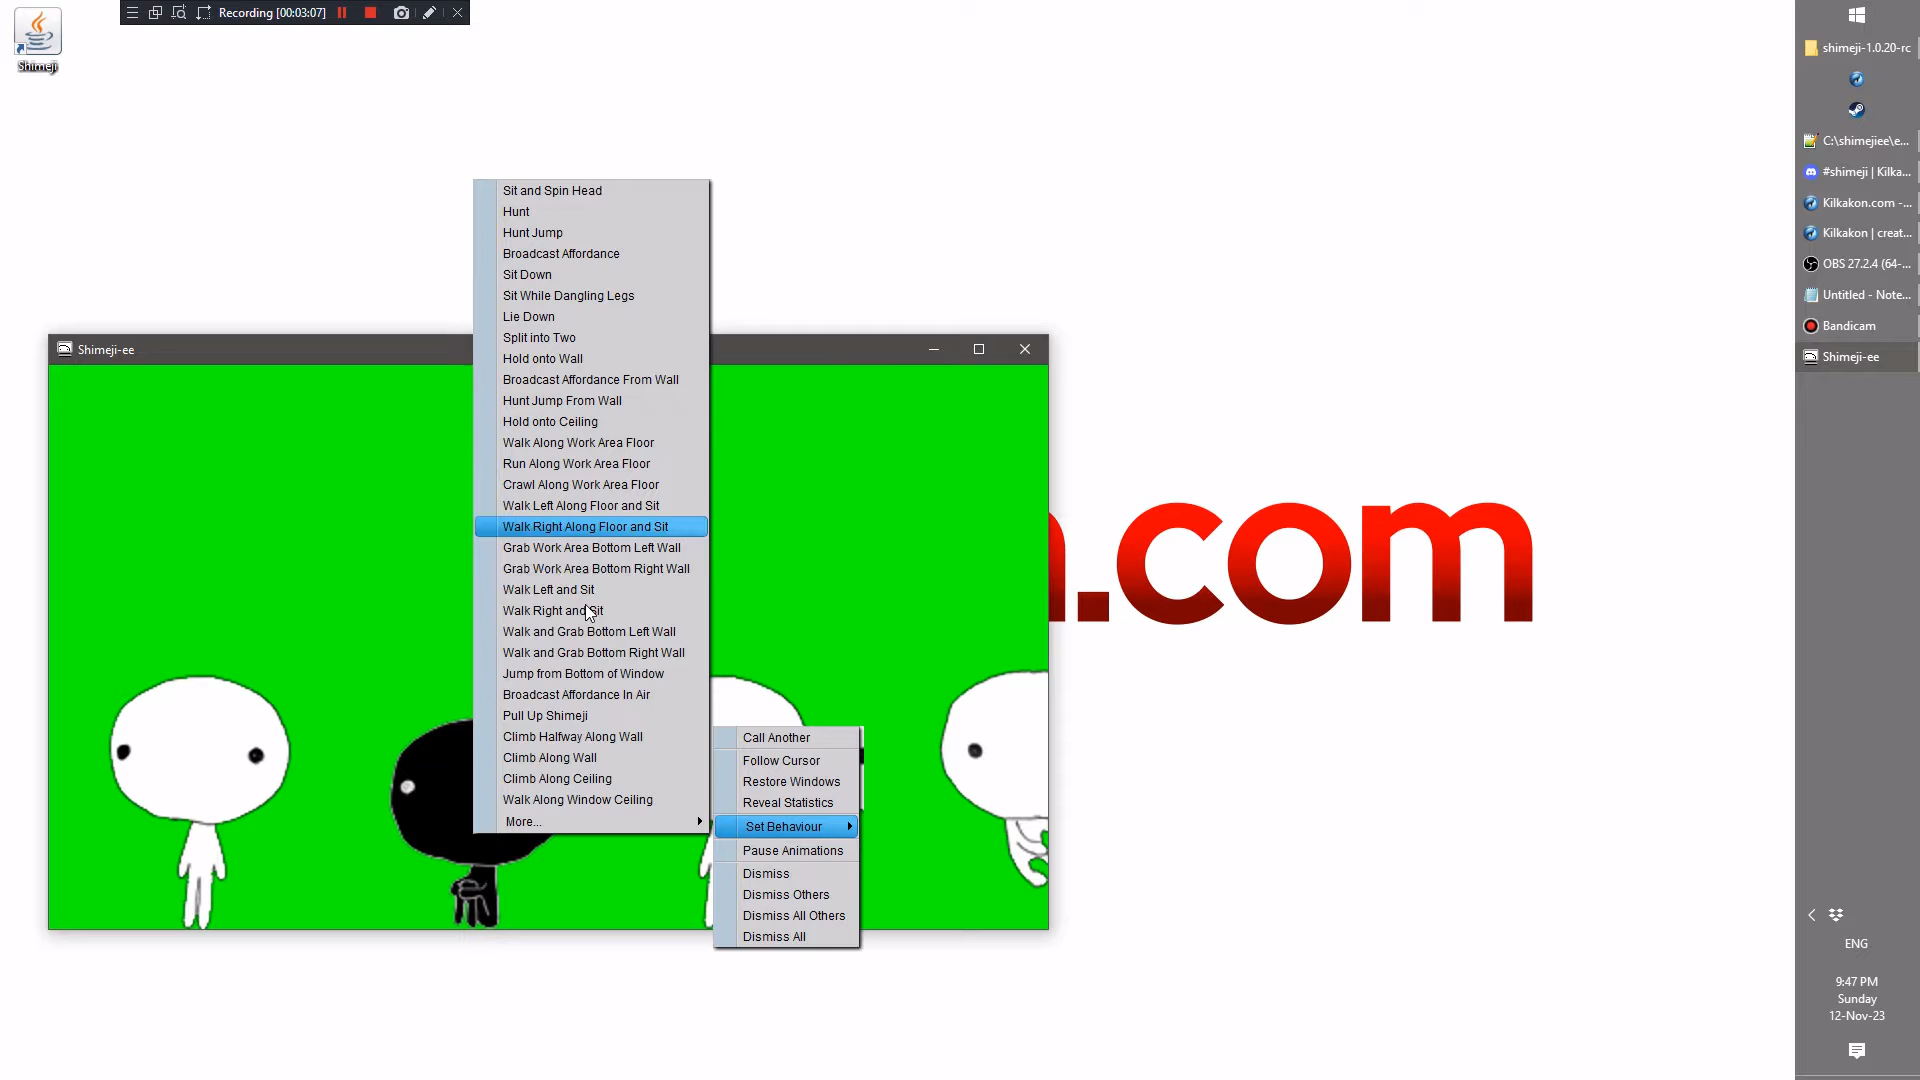 Recording [00:03:07]
Shimeji
Sit and Spin Head
Hunt
Hunt Jump
Broadcast Affordance
Sit Down
Sit While Dangling Legs
Lie Down
Split into Two
Hold onto Wall
Broadcast Affordance From Wall
Hunt Jump From Wall
Hold onto Ceiling
Walk Along Work Area Floor
Run Along Work Area Floor
Crawl Along Work Area Floor
Walk Left Along Floor and Sit
Walk Right Along Floor and Sit
Grab Work Area Bottom Left Wall
Grab Work Area Bottom Right Wall
Walk Left and Sit
Walk Right and Sit
Walk and Grab Bottom Left Wall
Walk and Grab Bottom Right Wall
Jump from Bottom of Window
Broadcast Affordance In Air
Pull Up Shimeji
Climb Halfway Along Wall
Climb Along Wall
Climb Along Ceiling
Walk Along Window Ceiling
More...
Shimeji-ee
Call Another
Follow Cursor
Restore Windows
Reveal Statistics
Set Behaviour
Pause Animations
Dismiss
Dismiss Others
Dismiss All Others
Dismiss All
.com
shimeji-1.0.20-rc
C:\shimejiee\e...
#shimeji | Kilka...
Kilkakon.com -...
Kilkakon | creat...
OBS 27.2.4 (64-...
Untitled - Note...
Bandicam
Shimeji-ee
ENG
9:47 PM
Sunday
12-Nov-23